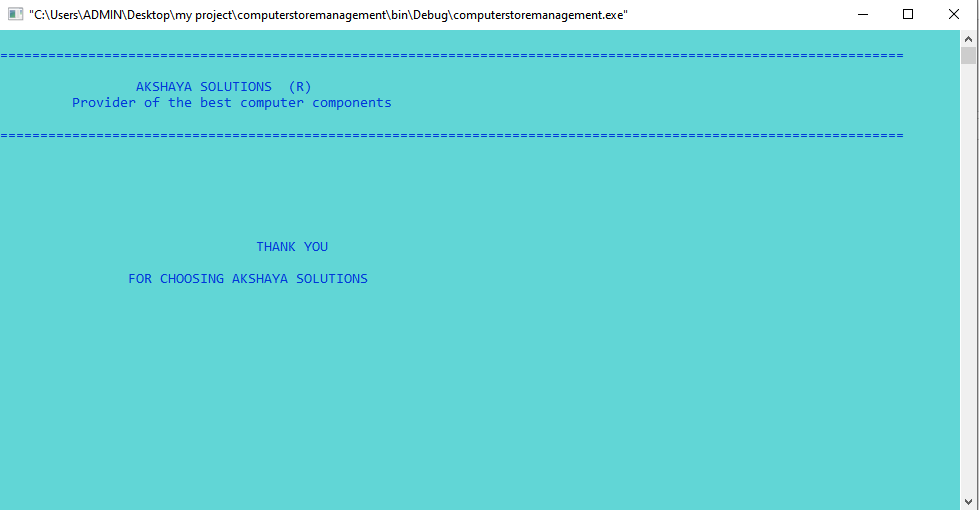 "C:\Users\ADMIN\Desktop\my project\computerstoremanagement\bin\Debug\computerstoremanagement.exe"
=================================================================================================================
AKSHAYA SOLUTIONS  (R)
Provider of the best computer components
=================================================================================================================
THANK YOU
FOR CHOOSING AKSHAYA SOLUTIONS